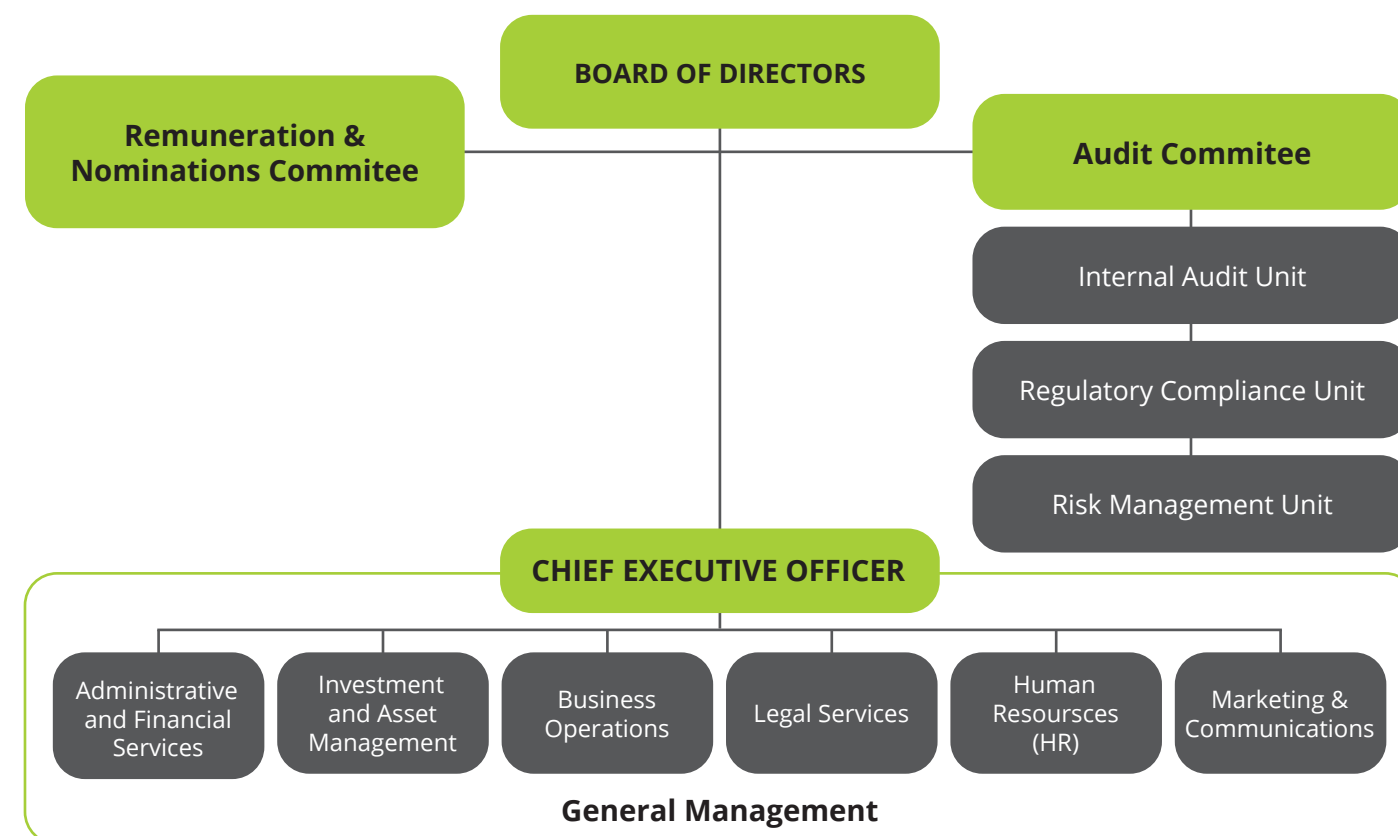 BOARD OF DIRECTORS
Remuneration &
Nominations Commitee
Audit Commitee
Internal Audit Unit
Regulatory Compliance Unit
Risk Management Unit
CHIEF EXECUTIVE OFFICER
Administrative
and Financial
Services
Investment
and Asset
Management
Business
Operations
Legal Services
Human
Resoursces
(HR)
Marketing &
Communications
General Management